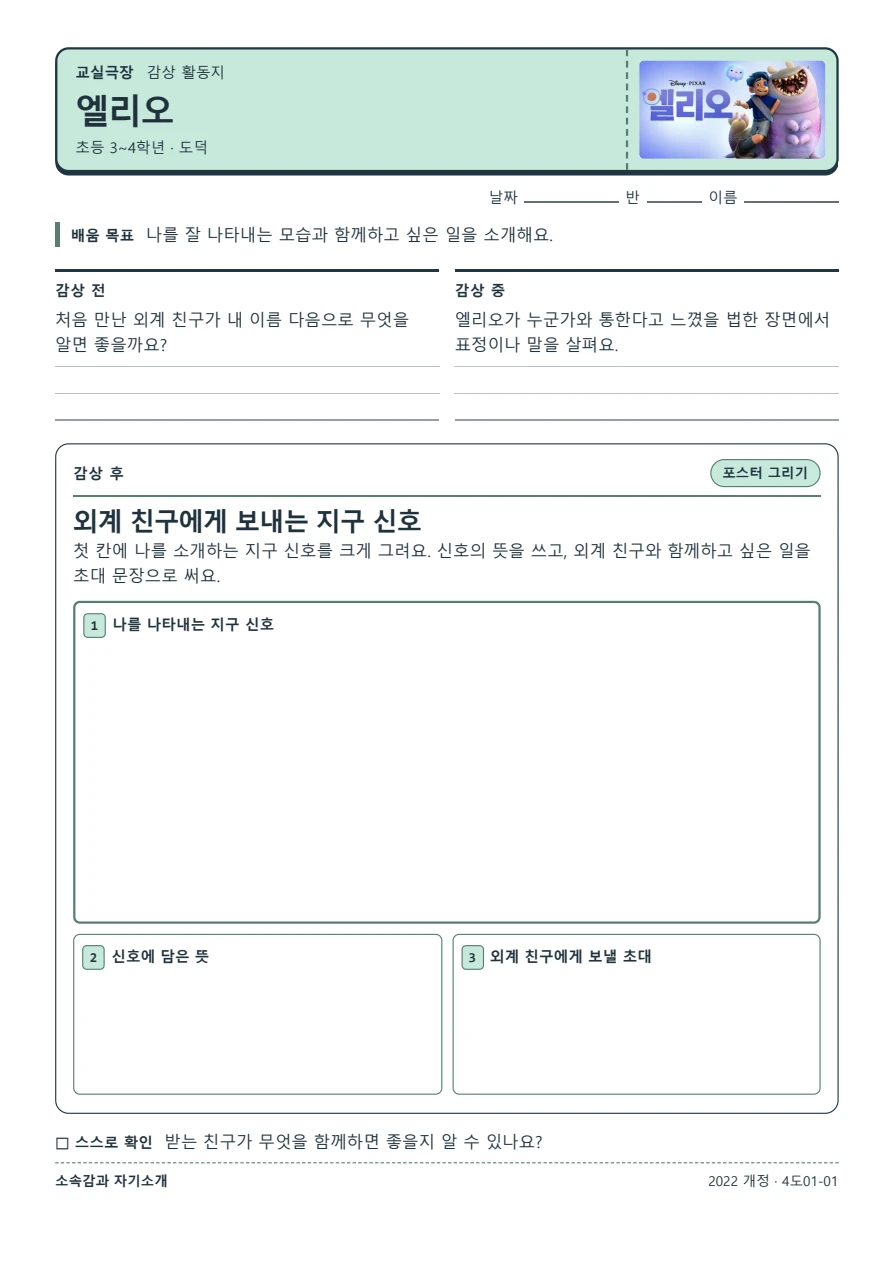 교실극장 감상 활동지
엘리오
초등 3~4학년 · 도덕
Disney · PIXAR
엘리오
날짜 반 이름
배움 목표 나를 잘 나타내는 모습과 함께하고 싶은 일을 소개해요.
감상 전
처음 만난 외계 친구가 내 이름 다음으로 무엇을
알면 좋을까요?
감상 중
엘리오가 누군가와 통한다고 느꼈을 법한 장면에서
표정이나 말을 살펴요.
감상 후
포스터 그리기
외계 친구에게 보내는 지구 신호
첫 칸에 나를 소개하는 지구 신호를 크게 그려요. 신호의 뜻을 쓰고, 외계 친구와 함께하고 싶은 일을
초대 문장으로 써요.
1 나를 나타내는 지구 신호
2 신호에 담은 뜻
3 외계 친구에게 보낼 초대
□ 스스로 확인 받는 친구가 무엇을 함께하면 좋을지 알 수 있나요?
소속감과 자기소개
2022 개정 · 4도01-01